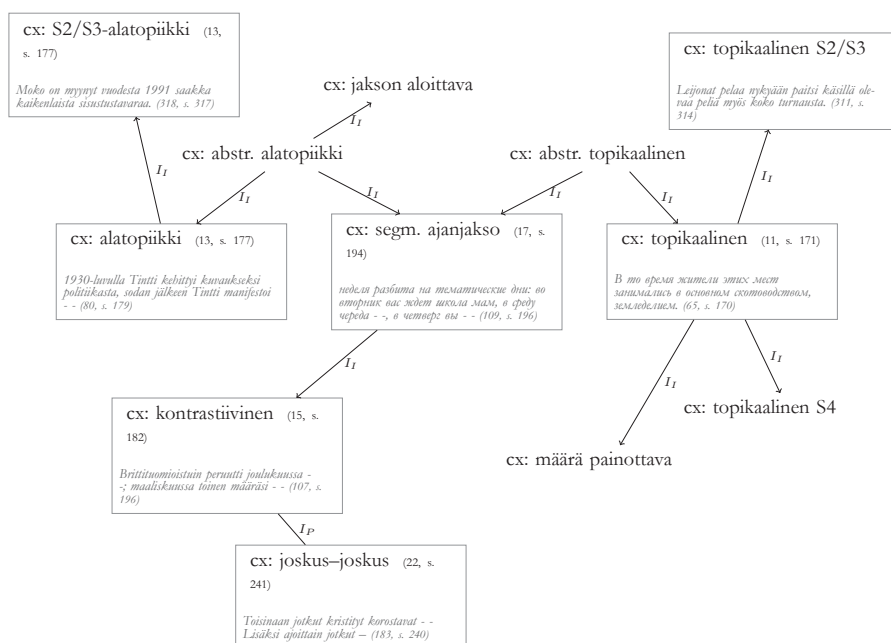 cx: S2/S3-alatopiikki (13,
s. 177)
Moko on myynyt vuodesta 1991 saakka
kaikenlaista sisustustavaraa. (318, s. 317)
cx: topikaalinen S2/S3
Leijonat pelaa nykyään paitsi käsillä ole-
vaa peliä myös koko turnausta. (311, s.
314)
cx: jakson aloittava
I_I
cx: abstr. alatopiikki
cx: abstr. topikaalinen
I_I
I_I
I_I
I_I
I_I
I_I
cx: alatopiikki (13, s. 177)
1930-luvulla Tintti kehittyi kuvaukseksi
politiikasta, sodan jälkeen Tintti manifestoi
- - (80, s. 179)
cx: segm. ajanjakso (17, s.
194)
неделя разбита на тематические дни: во
вторник вас ждет школа мам, в среду
череда - -, в четверг вы - - (109, s. 196)
cx: topikaalinen (11, s. 171)
В то время жители этих мест
занимались в основном скотоводством,
земледелием. (65, s. 170)
I_I
I_I
I_I
cx: kontrastiivinen (15, s.
182)
Brittituomioistuin peruutti joulukuussa -
-; maaliskuussa toinen määräsi - - (107, s.
196)
cx: topikaalinen S4
cx: määrä painottava
I_P
cx: joskus–joskus (22, s.
241)
Toisinaan jotkut kristityt korostavat - -
Lisäksi ajoittain jotkut – (183, s. 240)